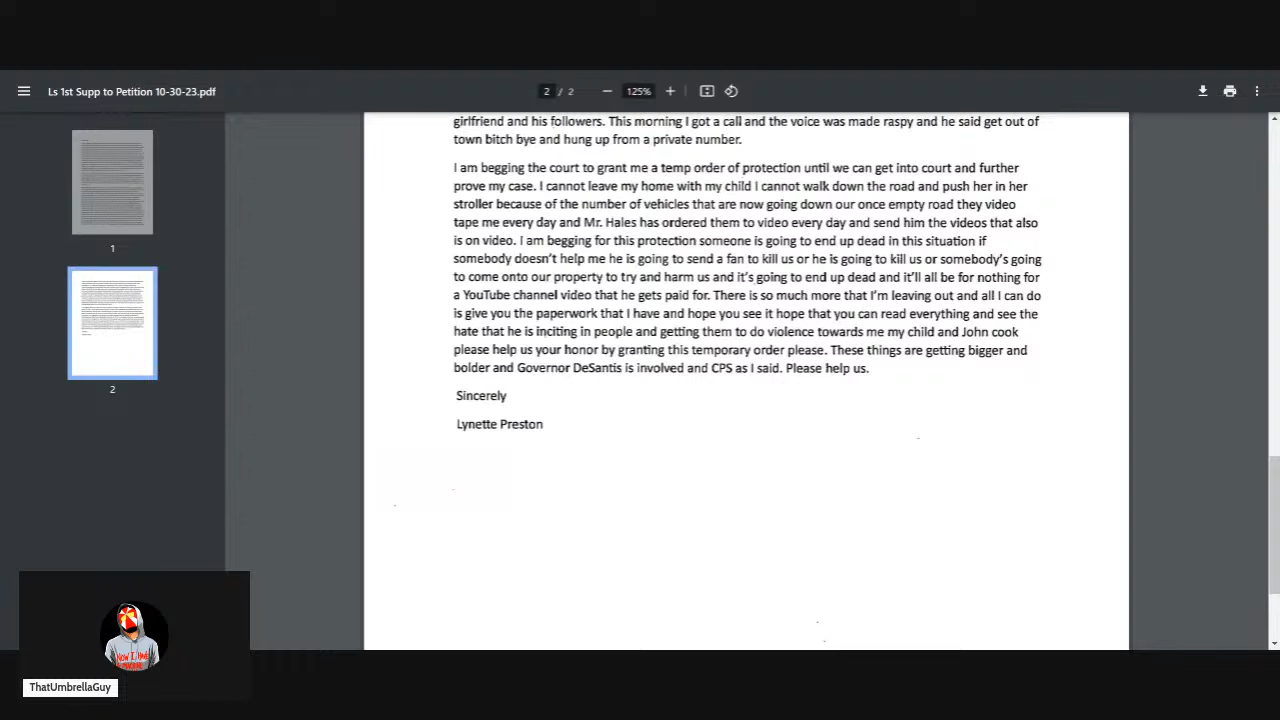 Ls 1st Supp to Petition 10-30-23.pdf
2 / 2
125%
girlfriend and his followers. This morning I got a call and the voice was made raspy and he said get out of
town bitch bye and hung up from a private number.
I am begging the court to grant me a temp order of protection until we can get into court and further
prove my case. I cannot leave my home with my child I cannot walk down the road and push her in her
stroller because of the number of vehicles that are now going down our once empty road they video
tape me every day and Mr. Hales has ordered them to video every day and send him the videos that also
is on video. I am begging for this protection someone is going to end up dead in this situation if
somebody doesn't help me he is going to send a fan to kill us or he is going to kill us or somebody's going
to come onto our property to try and harm us and it's going to end up dead and it'll all be for nothing for
a YouTube channel video that he gets paid for. There is so much more that I'm leaving out and all I can do
is give you the paperwork that I have and hope you see it hope that you can read everything and see the
hate that he is inciting in people and getting them to do violence towards me my child and John cook
please help us your honor by granting this temporary order please. These things are getting bigger and
bolder and Governor DeSantis is involved and CPS as I said. Please help us.
Sincerely
Lynette Preston
1
2
NOW I HAVE
ThatUmbrellaGuy